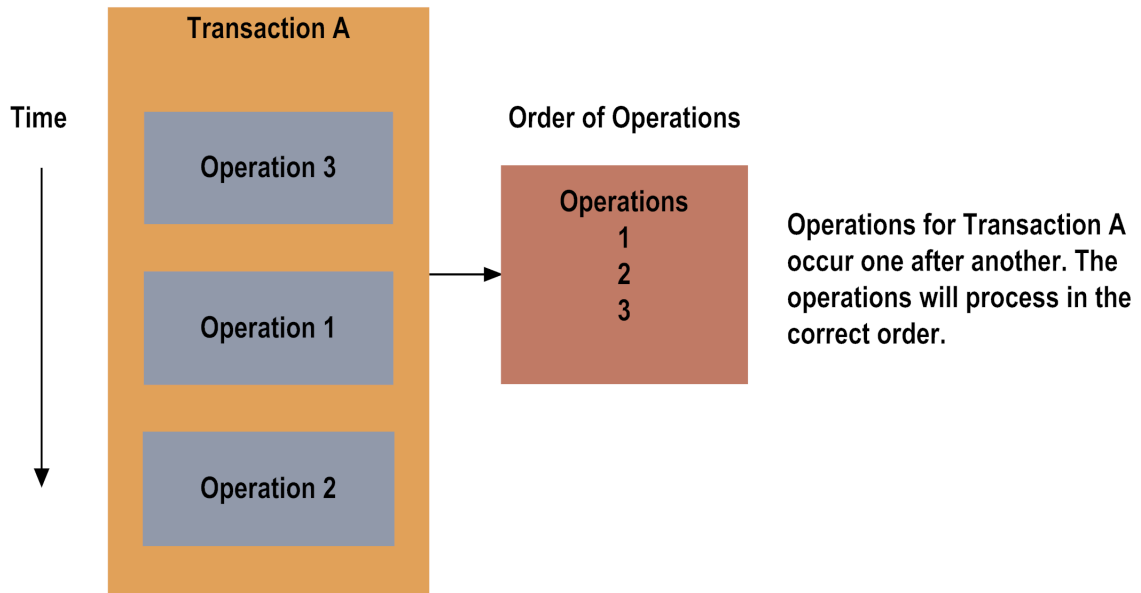 Transaction A
Time
Operation 3
Operation 1
Operation 2
Order of Operations
Operations
1
2
3
Operations for Transaction A
occur one after another. The
operations will process in the
correct order.